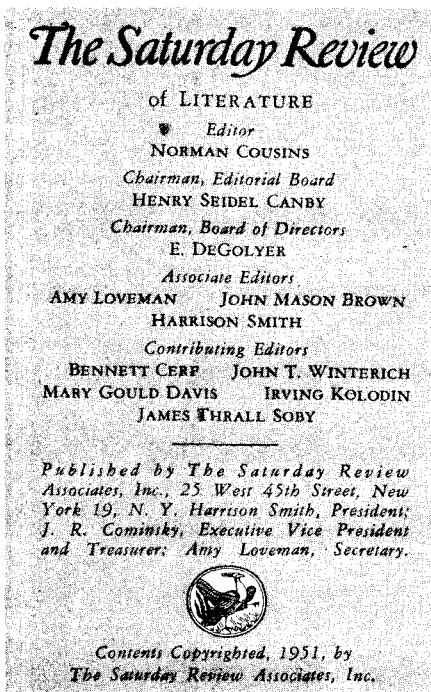 The Saturday Review
of LITERATURE
Editor
NORMAN COUSINS
Chairman, Editorial Board
HENRY SEIDEL CANBY
Chairman, Board of Directors
E. DEGOLYER
Associate Editors
AMY LOVEMAN JOHN MASON BROWN
HARRISON SMITH
Contributing Editors
BENNETT CERF JOHN T. WINTERICH
MARY GOULD DAVIS IRVING KOLODIN
JAMES THRALL SOBY
Published by The Saturday Review
Associates, Inc., 25 West 45th Street, New
York 19, N. Y. Harrison Smith, President;
J. R. Cominsky, Executive Vice President
and Treasurer; Amy Loveman, Secretary.
Contents Copyrighted, 1951, by
The Saturday Review Associates, Inc.